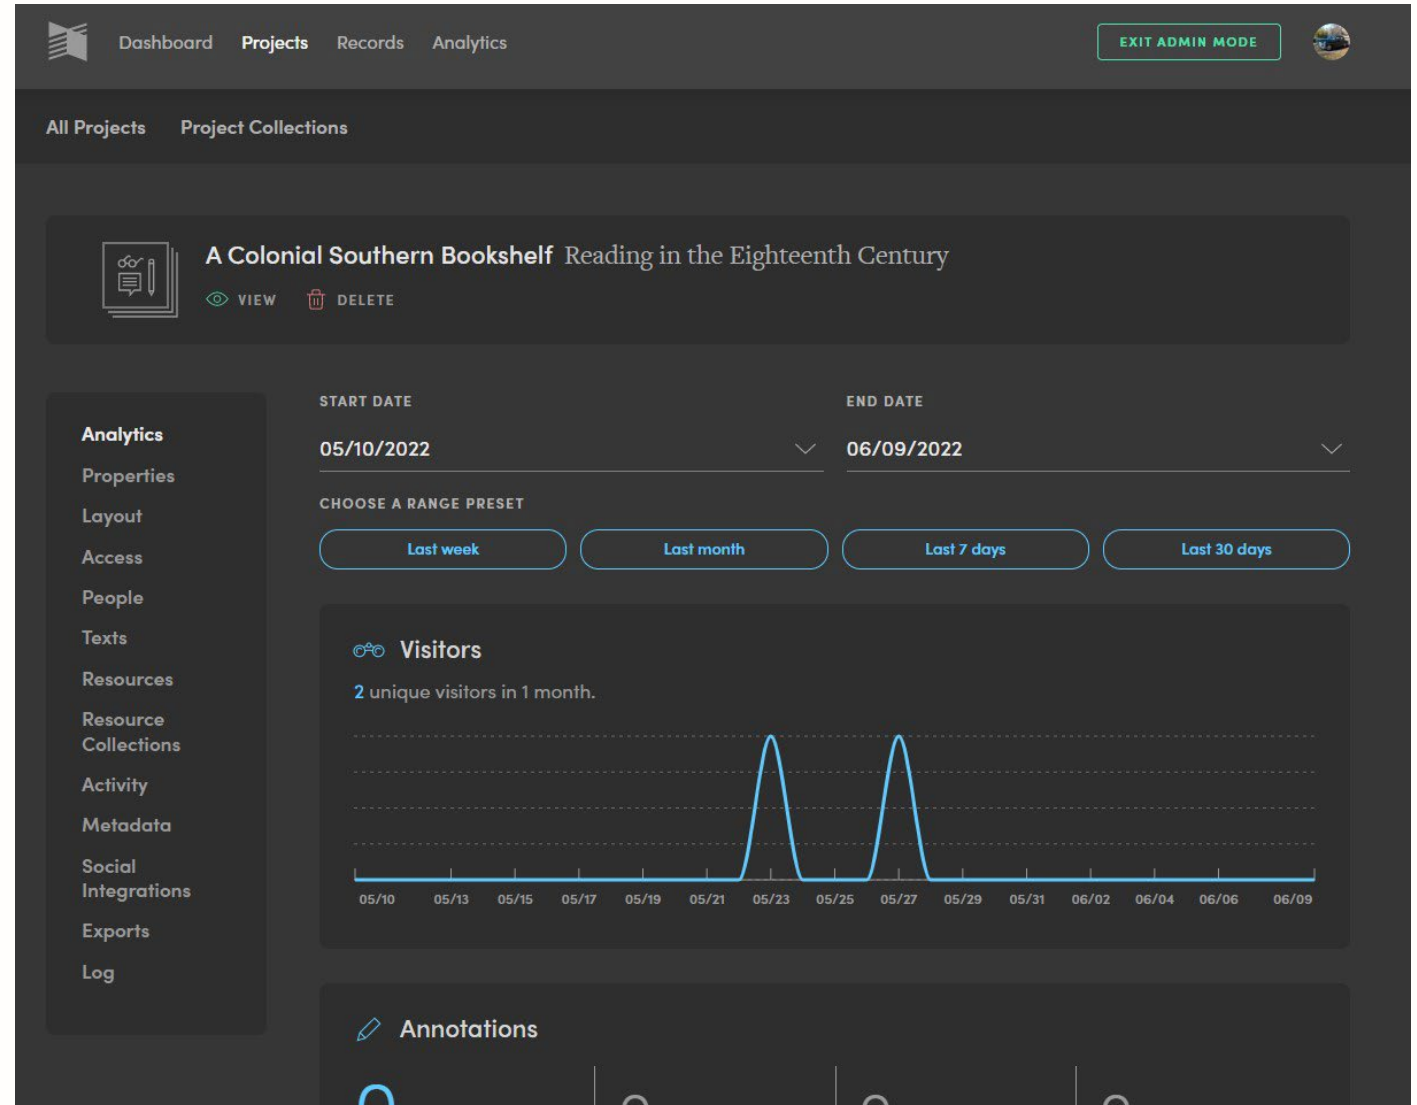 Dashboard Projects Records Analytics EXIT ADMIN MODE
All Projects Project Collections
A Colonial Southern Bookshelf Reading in the Eighteenth Century
VIEW DELETE
Analytics
Properties
Layout
Access
People
Texts
Resources
Resource
Collections
Activity
Metadata
Social
Integrations
Exports
Log
START DATE END DATE
05/10/2022 06/09/2022
CHOOSE A RANGE PRESET
Last week Last month Last 7 days Last 30 days
Visitors
2 unique visitors in 1 month.
05/10 05/13 05/15 05/17 05/19 05/21 05/23 05/25 05/27 05/29 05/31 06/02 06/04 06/06 06/09
Annotations